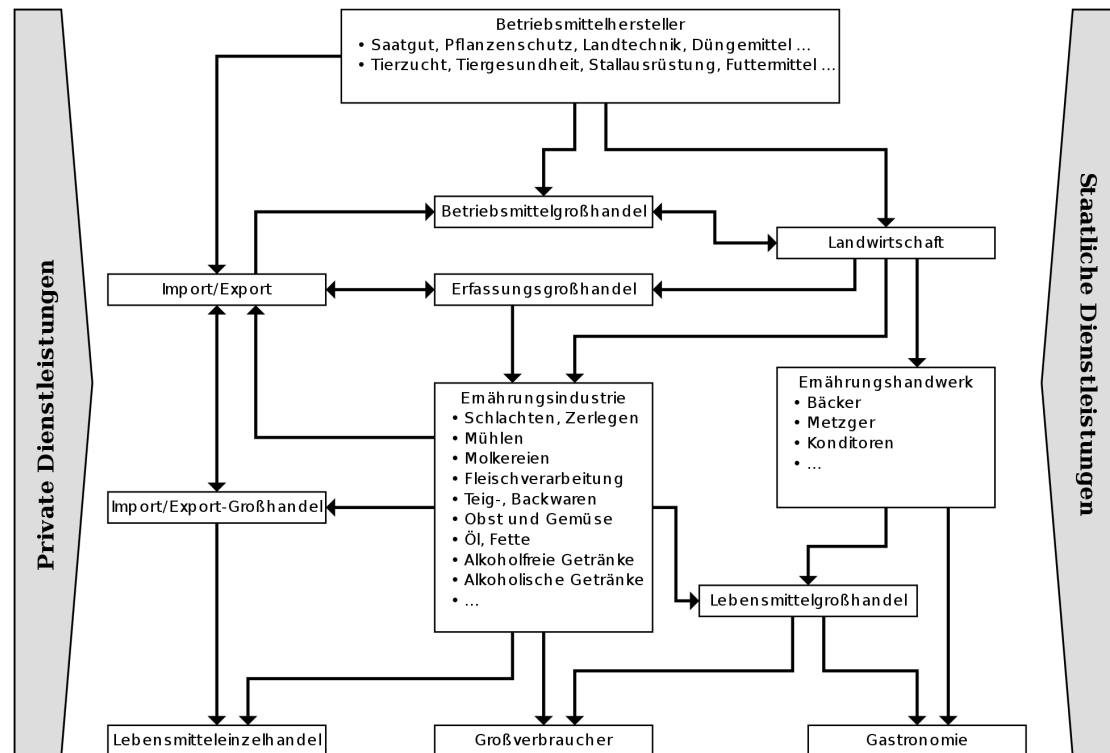 Betriebsmittelhersteller
• Saatgut, Pflanzenschutz, Landtechnik, Düngemittel ...
• Tierzucht, Tiergesundheit, Stallausrüstung, Futtermittel ...
Private Dienstleistungen
Staatliche Dienstleistungen
Betriebsmittelgroßhandel
Landwirtschaft
Import/Export
Erfassungsgroßhandel
Ernährungsindustrie
• Schlachten, Zerlegen
• Mühlen
• Molkereien
• Fleischverarbeitung
• Teig-, Backwaren
• Obst und Gemüse
• Öl, Fette
• Alkoholfreie Getränke
• Alkoholische Getränke
• ...
Ernährungshandwerk
• Bäcker
• Metzger
• Konditoren
• ...
Import/Export-Großhandel
Lebensmittelgroßhandel
Lebensmitteleinzelhandel
Großverbraucher
Gastronomie